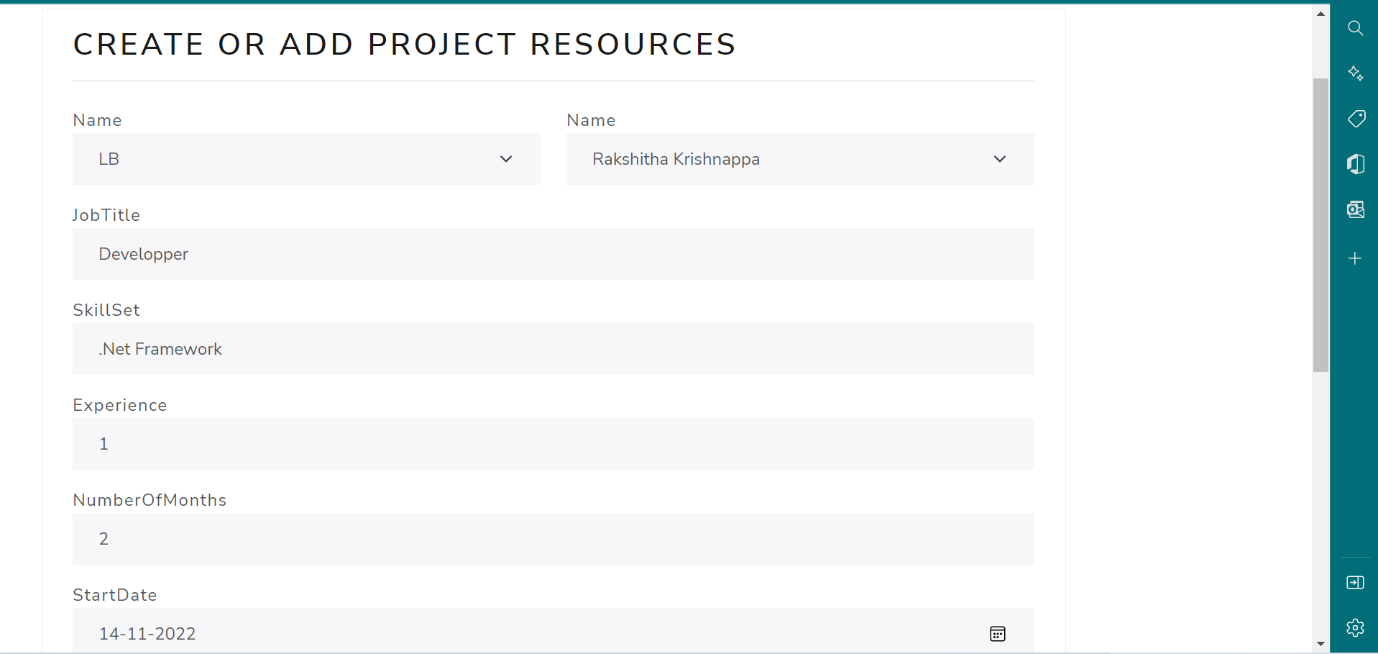 CREATE OR ADD PROJECT RESOURCES
Name Name
LB Rakshitha Krishnappa
JobTitle
Developper
SkillSet
.Net Framework
Experience
1
NumberOfMonths
2
StartDate
14-11-2022